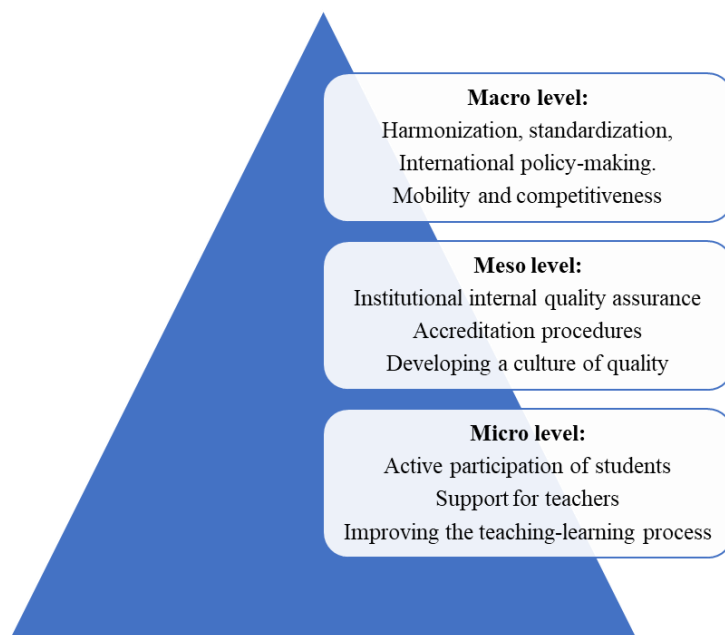 Macro level:
Harmonization, standardization,
International policy-making.
Mobility and competitiveness
Meso level:
Institutional internal quality assurance
Accreditation procedures
Developing a culture of quality
Micro level:
Active participation of students
Support for teachers
Improving the teaching-learning process